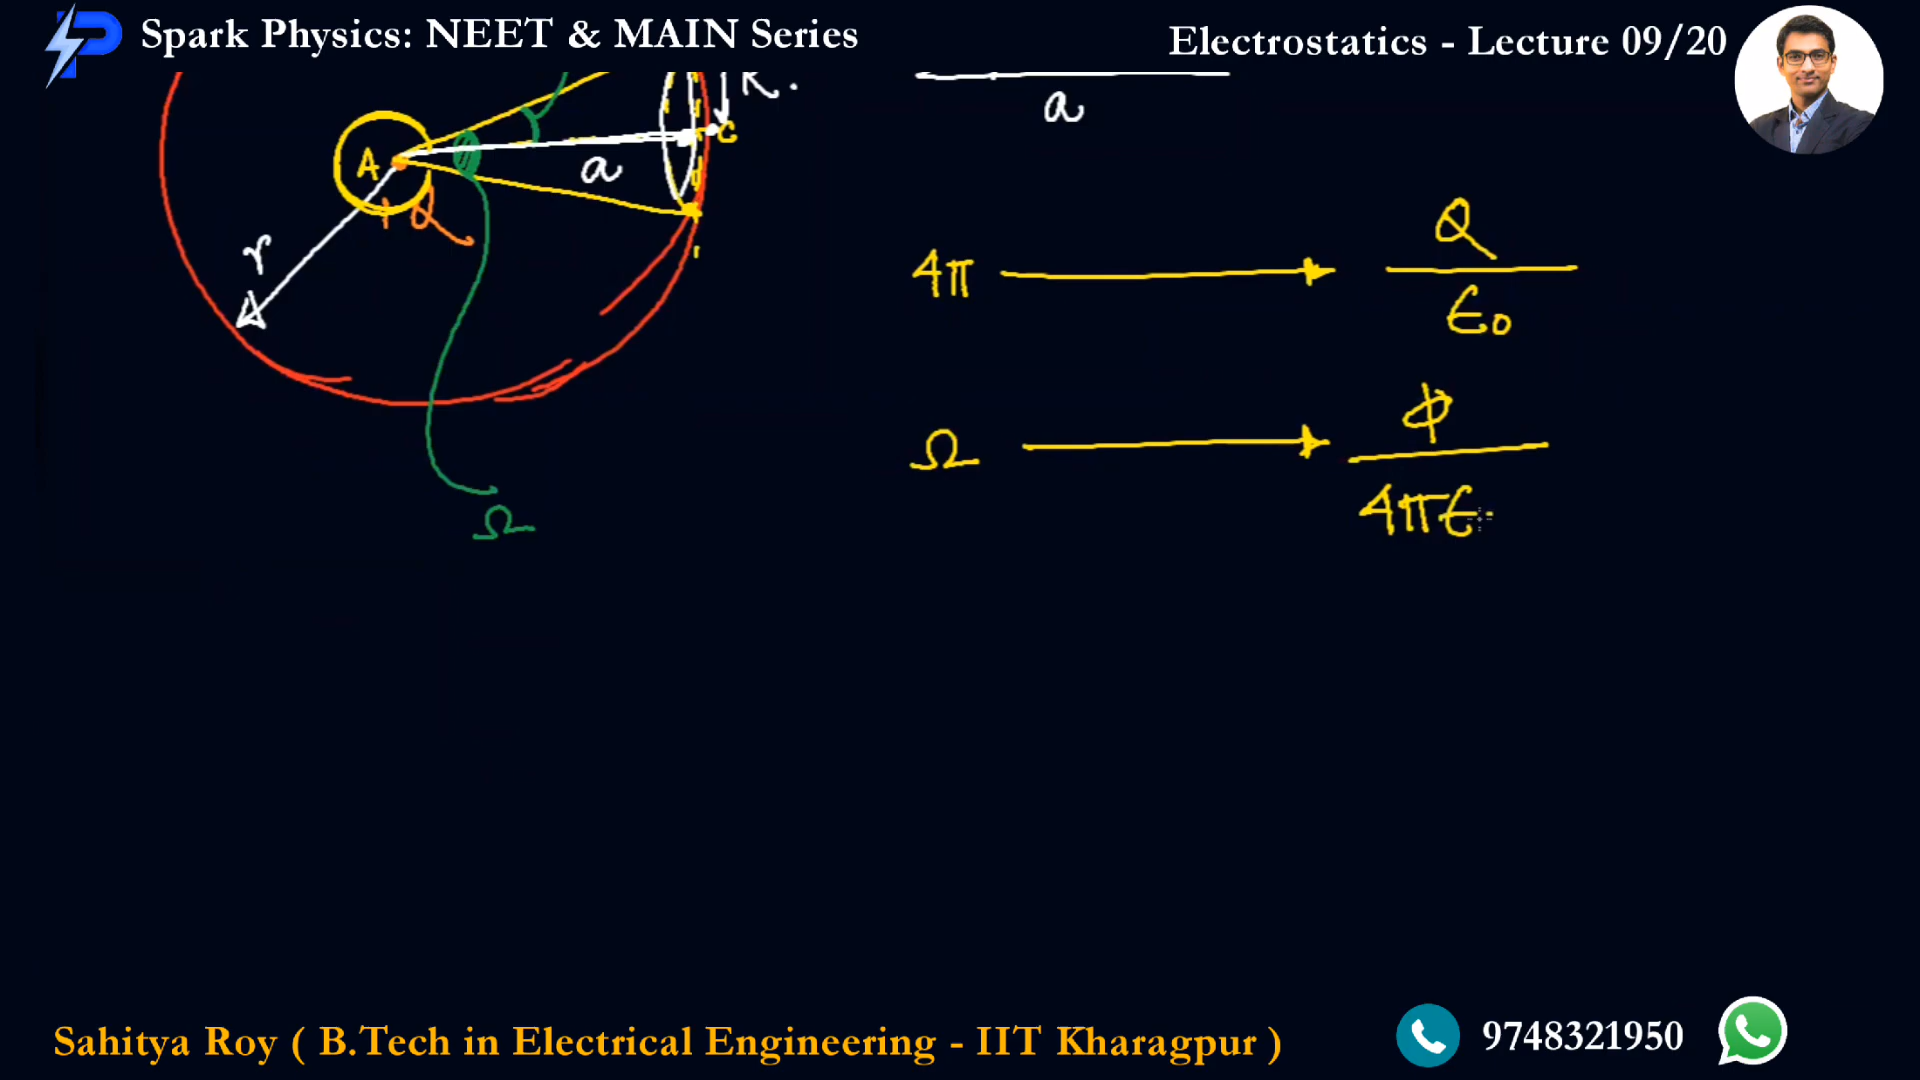 Spark Physics: NEET & MAIN Series
Electrostatics - Lecture 09/20
R.
a
A
C
a
+Q
r
4π → Q / ϵ₀
Ω → ϕ / 4πϵ
Ω
Sahitya Roy ( B.Tech in Electrical Engineering - IIT Kharagpur )
9748321950